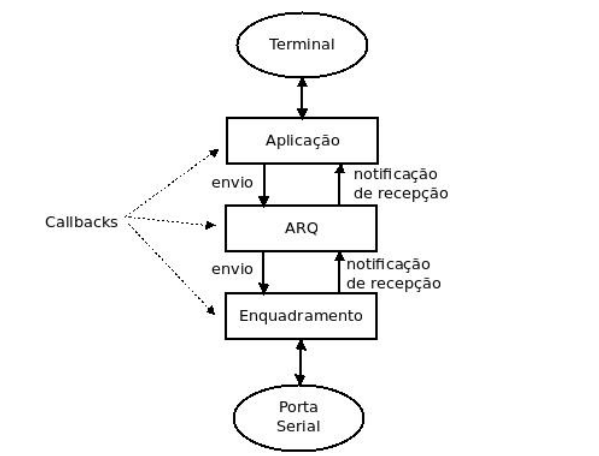 Terminal
Aplicação
envio
notificação
de recepção
Callbacks
ARQ
envio
notificação
de recepção
Enquadramento
Porta
Serial